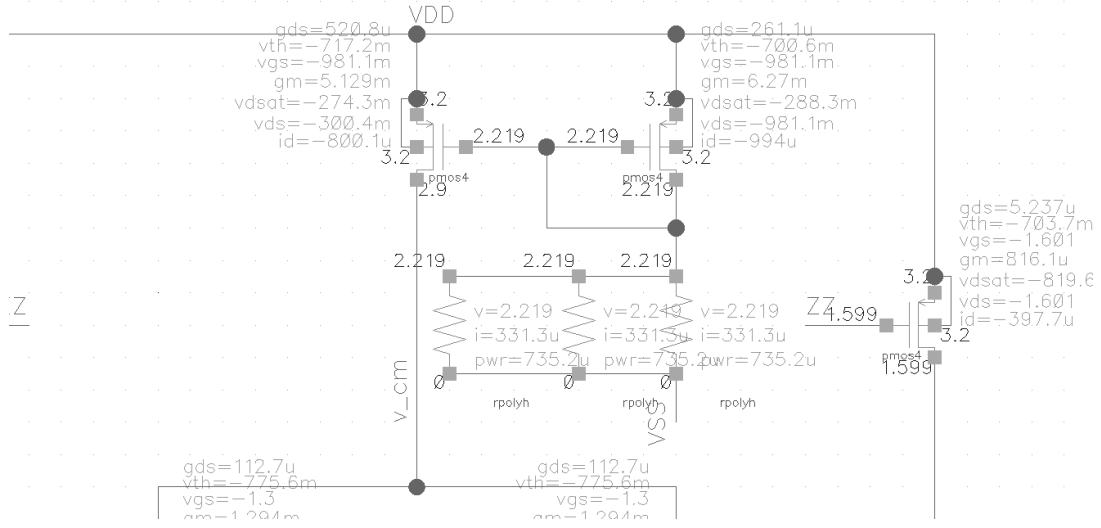 VDD
gds=520.8u
vth=-717.2m
vgs=-981.1m
gm=5.129m
vdsat=-274.3m
vds=-300.4m
id=-800.1u
3.2
3.2
2.9
pmos4
2.219
2.219
gds=261.1u
vth=-700.6m
vgs=-981.1m
gm=6.27m
vdsat=-288.3m
vds=-981.1m
id=-994u
3.2
3.2
pmos4
2.219
2.219
2.219
2.219
v=2.219
i=331.3u
pwr=735.2u
0
rpolyh
v=2.219
i=331.3u
pwr=735.2u
0
rpolyh
v=2.219
i=331.3u
pwr=735.2u
0
rpolyh
VSS
v_cm
Z
ZZ
gds=5.237u
vth=-703.7m
vgs=-1.601
gm=816.1u
vdsat=-819.6
vds=-1.601
id=-397.7u
3.2
1.599
3.2
pmos4
1.599
gds=112.7u
vth=-775.6m
vgs=-1.3
gm=1.294m
gds=112.7u
vth=-775.6m
vgs=-1.3
gm=1.294m